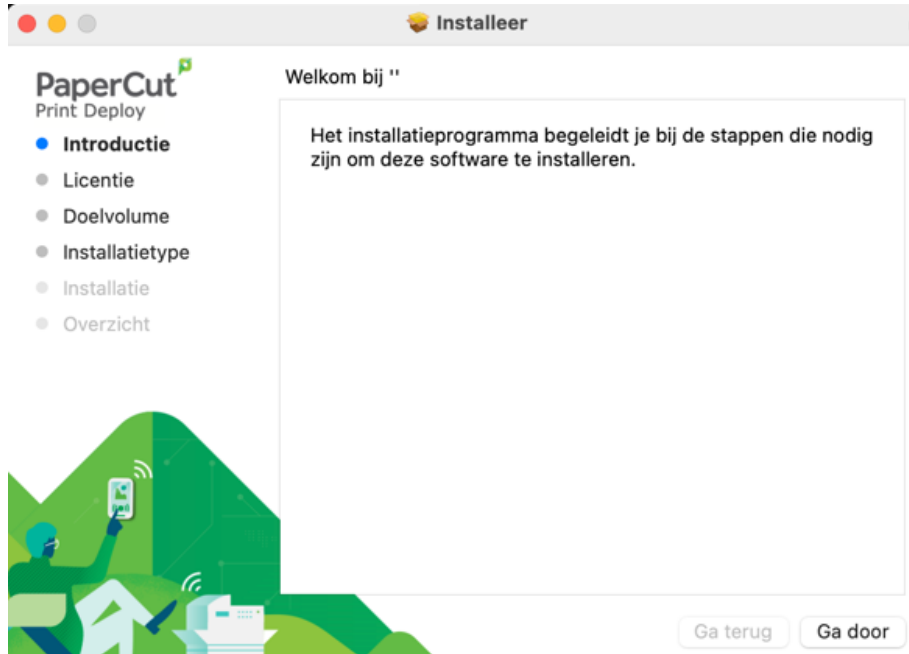 Installeer
PaperCut
Print Deploy
Introductie
Licentie
Doelvolume
Installatietype
Installatie
Overzicht
Welkom bij ''
Het installatieprogramma begeleidt je bij de stappen die nodig
zijn om deze software te installeren.
Ga terug
Ga door